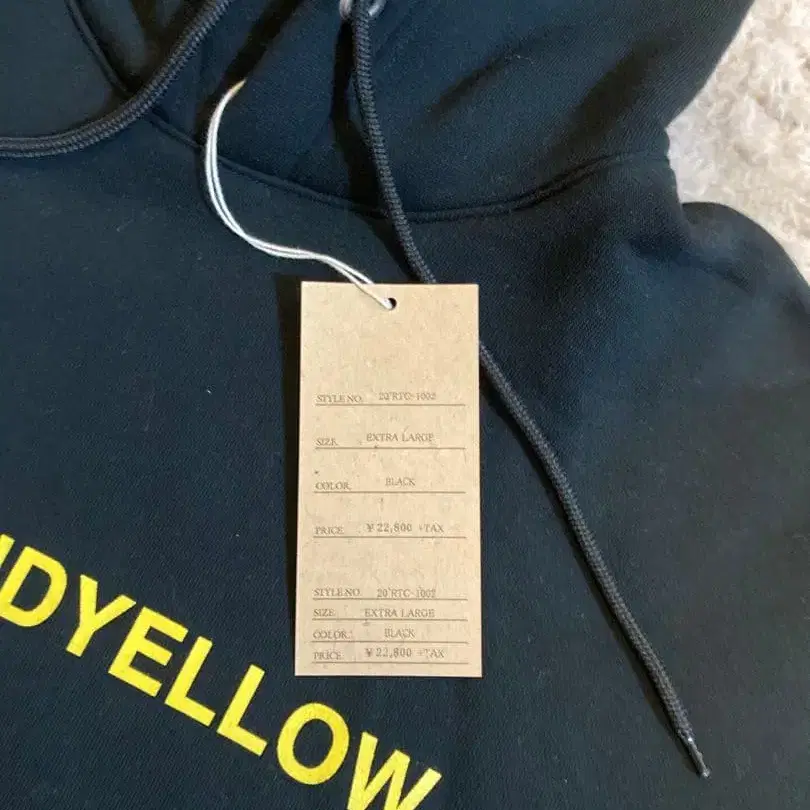 STYLE NO. 20'RTC-1002
SIZE. EXTRA LARGE
COLOR. BLACK
PRICE. ¥22,800 +TAX
STYLE NO. 20'RTC-1002
SIZE. EXTRA LARGE
COLOR. BLACK
PRICE. ¥22,800 +TAX
DYELLOW